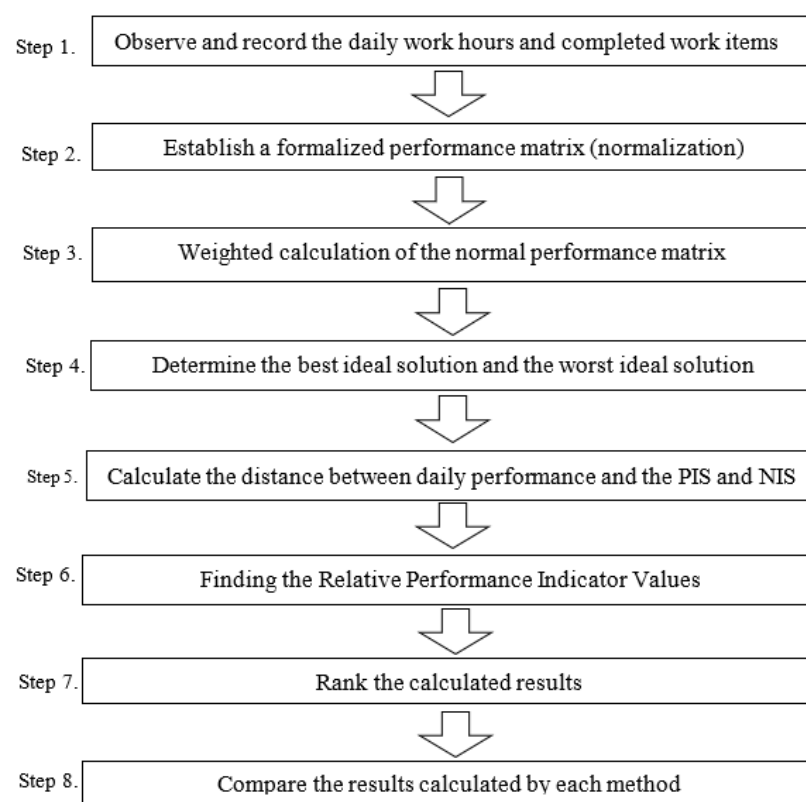 Step 1. Observe and record the daily work hours and completed work items
Step 2. Establish a formalized performance matrix (normalization)
Step 3. Weighted calculation of the normal performance matrix
Step 4. Determine the best ideal solution and the worst ideal solution
Step 5. Calculate the distance between daily performance and the PIS and NIS
Step 6. Finding the Relative Performance Indicator Values
Step 7. Rank the calculated results
Step 8. Compare the results calculated by each method